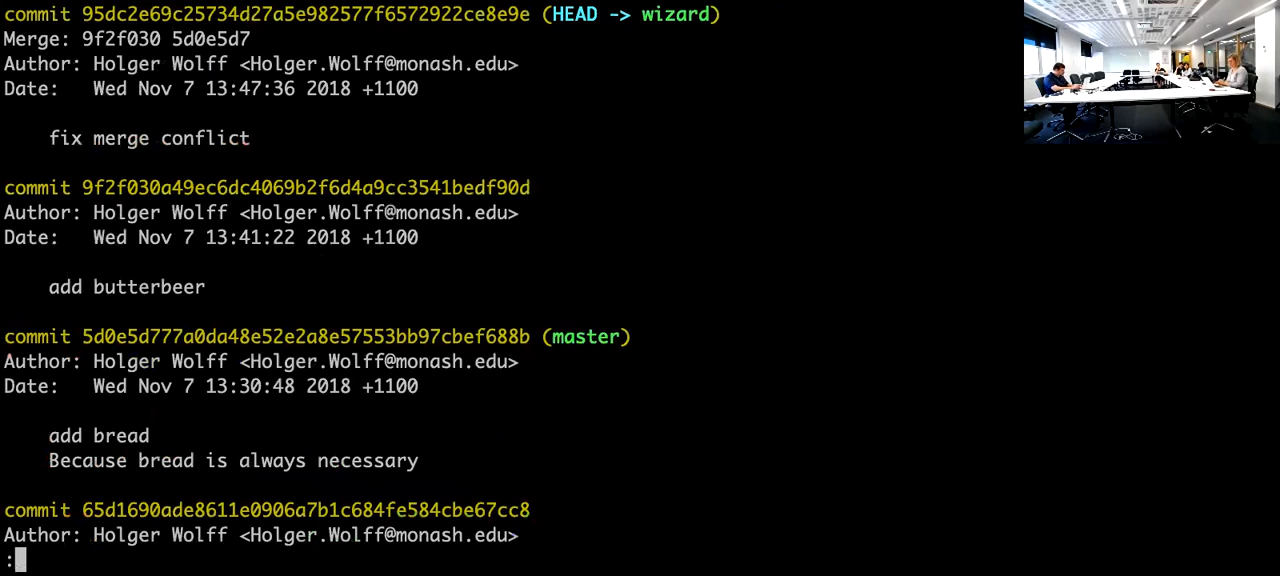 commit 95dc2e69c25734d27a5e982577f6572922ce8e9e (HEAD -> wizard)
Merge: 9f2f030 5d0e5d7
Author: Holger Wolff <Holger.Wolff@monash.edu>
Date:   Wed Nov 7 13:47:36 2018 +1100
    fix merge conflict
commit 9f2f030a49ec6dc4069b2f6d4a9cc3541bedf90d
Author: Holger Wolff <Holger.Wolff@monash.edu>
Date:   Wed Nov 7 13:41:22 2018 +1100
    add butterbeer
commit 5d0e5d777a0da48e52e2a8e57553bb97cbef688b (master)
Author: Holger Wolff <Holger.Wolff@monash.edu>
Date:   Wed Nov 7 13:30:48 2018 +1100
    add bread
    Because bread is always necessary
commit 65d1690ade8611e0906a7b1c684fe584cbe67cc8
Author: Holger Wolff <Holger.Wolff@monash.edu>
: